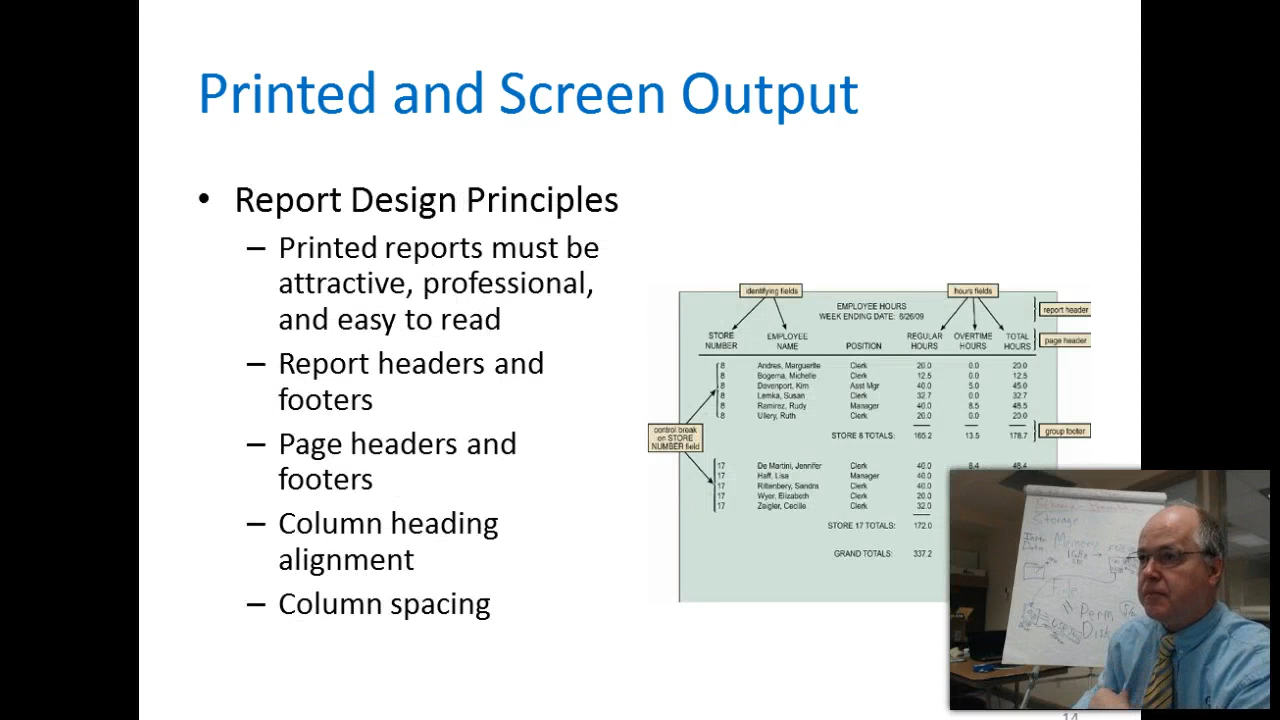 Printed and Screen Output
• Report Design Principles
– Printed reports must be
attractive, professional,
and easy to read
– Report headers and
footers
– Page headers and
footers
– Column heading
alignment
– Column spacing
identifying fields
hours fields
EMPLOYEE HOURS
WEEK ENDING DATE: 6/26/09
report header
STORE NUMBER EMPLOYEE NAME POSITION REGULAR HOURS OVERTIME HOURS TOTAL HOURS
page header
8 Andres, Marguerite Clerk 20.0 0.0 20.0
8 Bogema, Michelle Clerk 12.5 0.0 12.5
8 Davenport, Kim Asst Mgr 40.0 5.0 45.0
8 Lemka, Susan Clerk 32.7 0.0 32.7
8 Ramirez, Rudy Manager 40.0 8.5 48.5
8 Ullery, Ruth Clerk 20.0 0.0 20.0
control break
on STORE
NUMBER field
STORE 8 TOTALS: 165.2 13.5 178.7
group footer
17 De Martini, Jennifer Clerk 40.0 8.4 48.4
17 Haff, Lisa Manager 40.0
17 Rittenbery, Sandra Clerk 40.0
17 Wyer, Elizabeth Clerk 20.0
17 Zeigler, Cecille Clerk 32.0
STORE 17 TOTALS: 172.0
GRAND TOTALS: 337.2
Storage
Memory
Perm
Disk
14